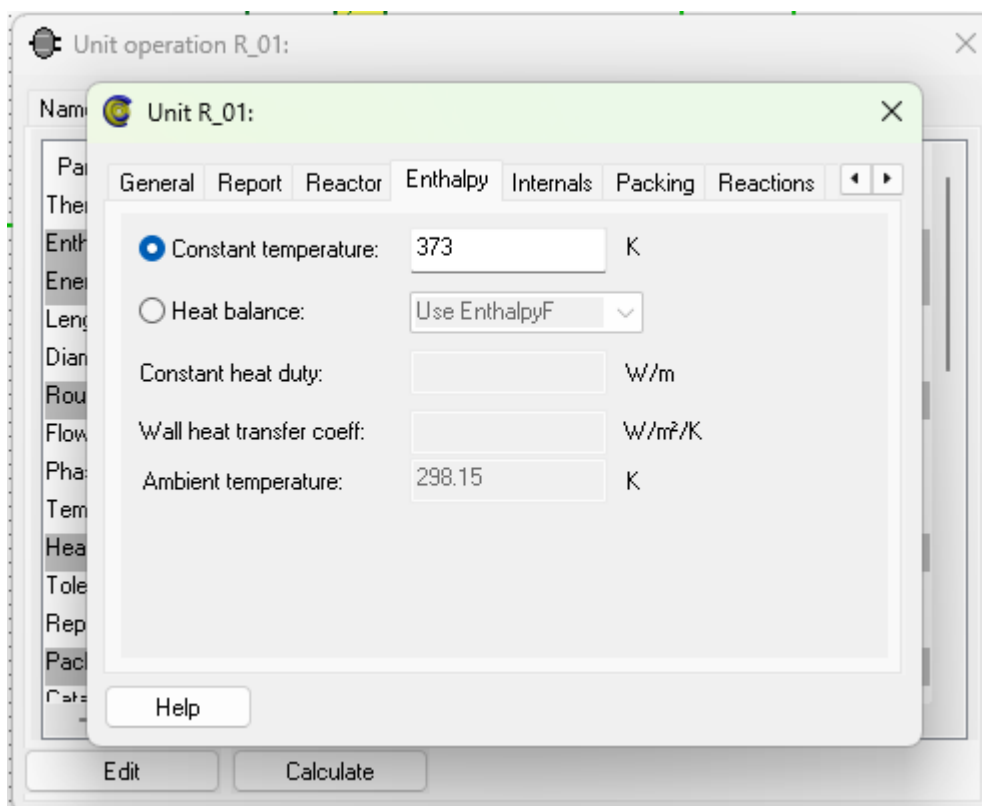 Unit operation R_01:
Unit R_01:
General Report Reactor Enthalpy Internals Packing Reactions
Constant temperature: 373 K
Heat balance: Use EnthalpyF
Constant heat duty: W/m
Wall heat transfer coeff: W/m²/K
Ambient temperature: 298.15 K
Help
Edit Calculate